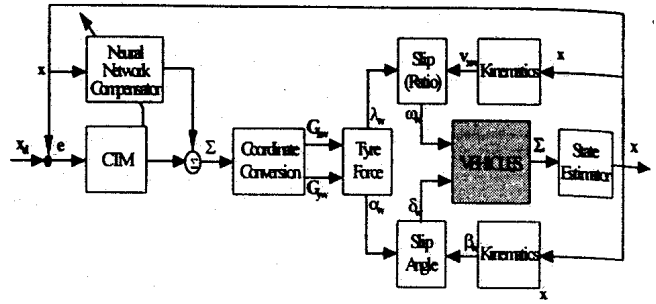 Neural
Network
Compensator
x
x_d
e
CIM
Σ
Σ
Coordinate
Conversion
G_xw
G_yw
Tyre
Force
λ_w
α_w
Slip
(Ratio)
v_xw
Kinematics
x
ω_w
VEHICLES
Σ
State
Estimator
x
δ_w
Slip
Angle
β_w
Kinematics
x